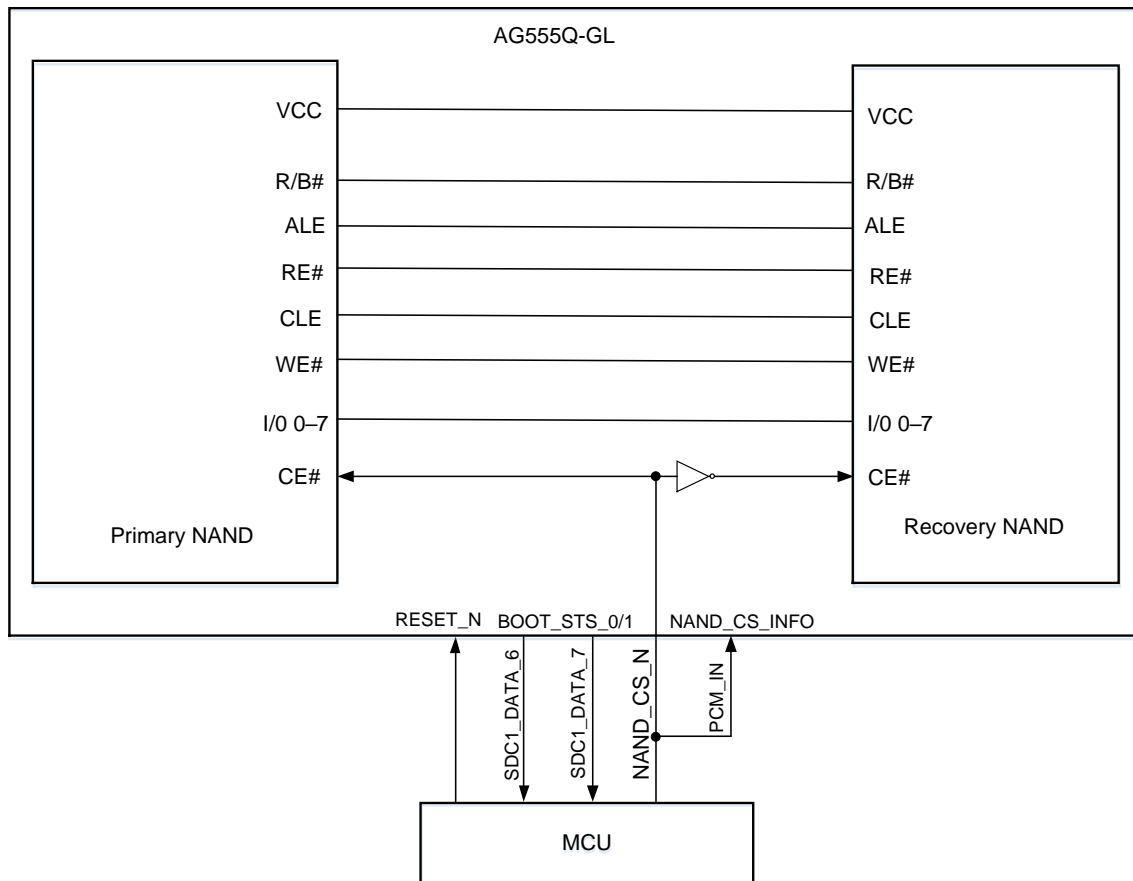 AG555Q-GL
VCC
VCC
R/B#
R/B#
ALE
ALE
RE#
RE#
CLE
CLE
WE#
WE#
I/0 0–7
I/0 0–7
CE#
CE#
Primary NAND
Recovery NAND
RESET_N
BOOT_STS_0/1
NAND_CS_INFO
SDC1_DATA_6
SDC1_DATA_7
NAND_CS_N
PCM_IN
MCU